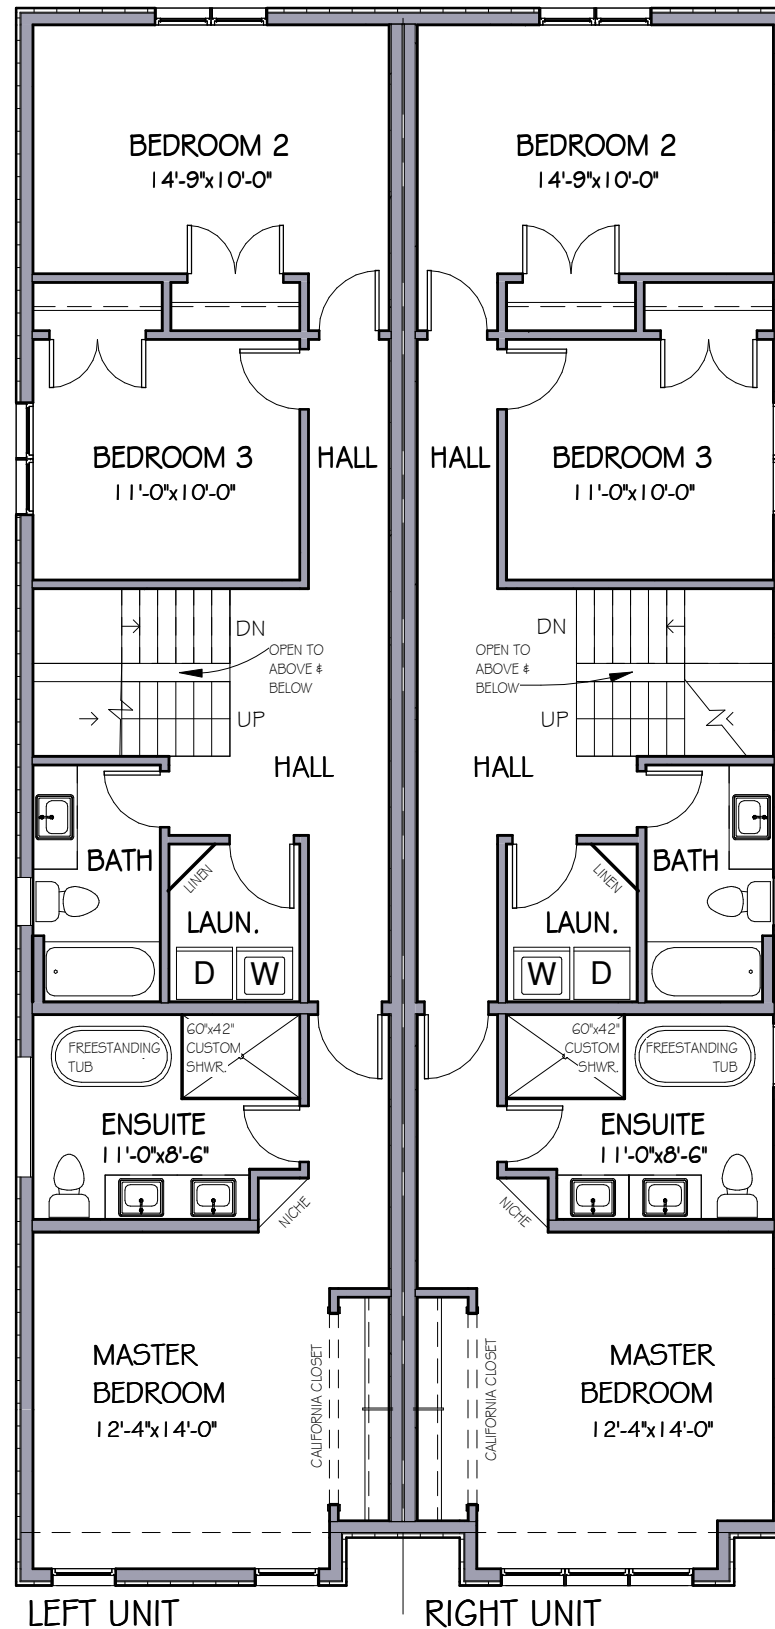 BEDROOM 2
14'-9"x10'-0"
BEDROOM 2
14'-9"x10'-0"
BEDROOM 3
11'-0"x10'-0"
HALL
HALL
BEDROOM 3
11'-0"x10'-0"
DN
OPEN TO
ABOVE &
BELOW
UP
DN
OPEN TO
ABOVE &
BELOW
UP
HALL
HALL
BATH
LINEN
LAUN.
D
W
BATH
LINEN
LAUN.
W
D
FREESTANDING
TUB
60"x42"
CUSTOM
SHWR.
60"x42"
CUSTOM
SHWR.
FREESTANDING
TUB
ENSUITE
11'-0"x8'-6"
ENSUITE
11'-0"x8'-6"
NICHE
NICHE
MASTER
BEDROOM
12'-4"x14'-0"
CALIFORNIA CLOSET
CALIFORNIA CLOSET
MASTER
BEDROOM
12'-4"x14'-0"
LEFT UNIT
RIGHT UNIT